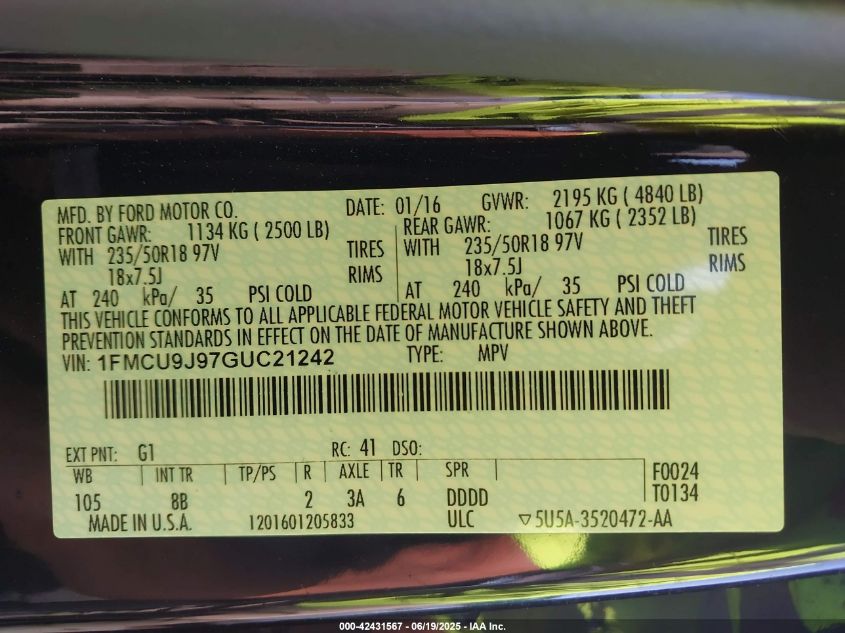 MFD. BY FORD MOTOR CO. DATE: 01/16 GVWR: 2195 KG ( 4840 LB)
FRONT GAWR: 1134 KG ( 2500 LB) REAR GAWR: 1067 KG ( 2352 LB)
WITH 235/50R18 97V TIRES WITH 235/50R18 97V TIRES
18x7.5J RIMS 18x7.5J RIMS
AT 240 kPa/ 35 PSI COLD AT 240 kPa/ 35 PSI COLD
THIS VEHICLE CONFORMS TO ALL APPLICABLE FEDERAL MOTOR VEHICLE SAFETY AND THEFT
PREVENTION STANDARDS IN EFFECT ON THE DATE OF MANUFACTURE SHOWN ABOVE.
VIN: 1FMCU9J97GUC21242 TYPE: MPV
EXT PNT: G1 RC: 41 DSO:
WB INT TR TP/PS R AXLE TR SPR F0024
105 8B 2 3A 6 DDDD T0134
MADE IN U.S.A. 1201601205833 ULC ▽5U5A-3520472-AA
000-42431567 - 06/19/2025 - IAA Inc.